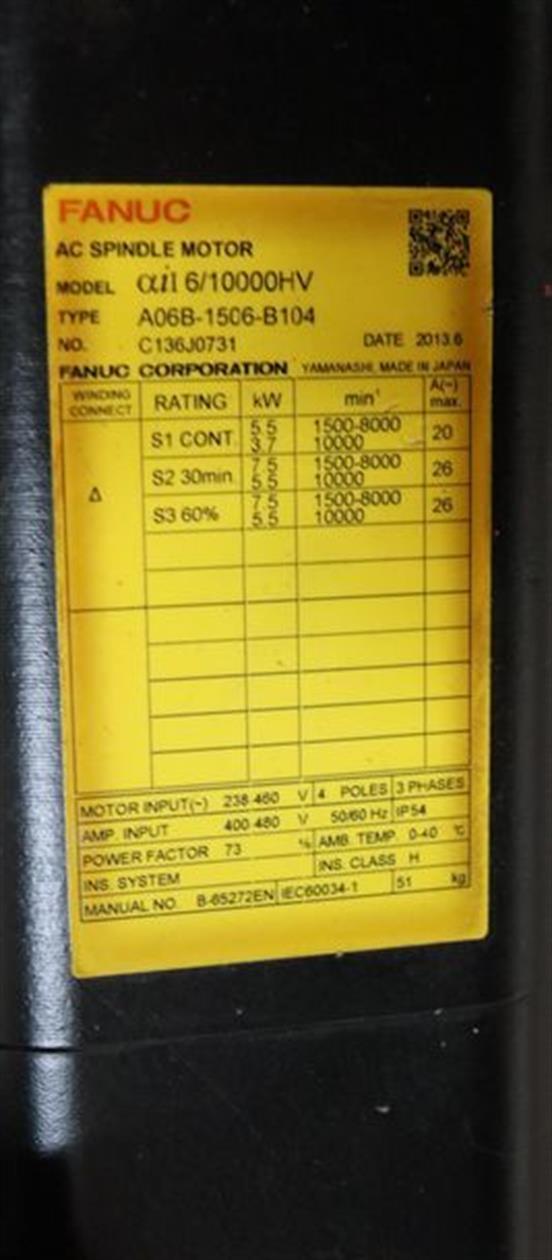 FANUC
AC SPINDLE MOTOR
MODEL αiI 6/10000HV
TYPE A06B-1506-B104
NO. C136J0731 DATE 2013.6
FANUC CORPORATION YAMANASHI, MADE IN JAPAN
WINDING CONNECT RATING kW min⁻¹ A(~) max.
Δ
S1 CONT. 5.5 1500-8000 20
3.7 10000
S2 30min 7.5 1500-8000 26
5.5 10000
S3 60% 7.5 1500-8000 26
5.5 10000
MOTOR INPUT(~) 238-460 V 4 POLES 3 PHASES
AMP. INPUT 400-480 V 50/60 Hz IP54
POWER FACTOR 73 % AMB. TEMP. 0-40 ℃
INS. SYSTEM INS. CLASS H
MANUAL NO. B-65272EN IEC60034-1 51 kg